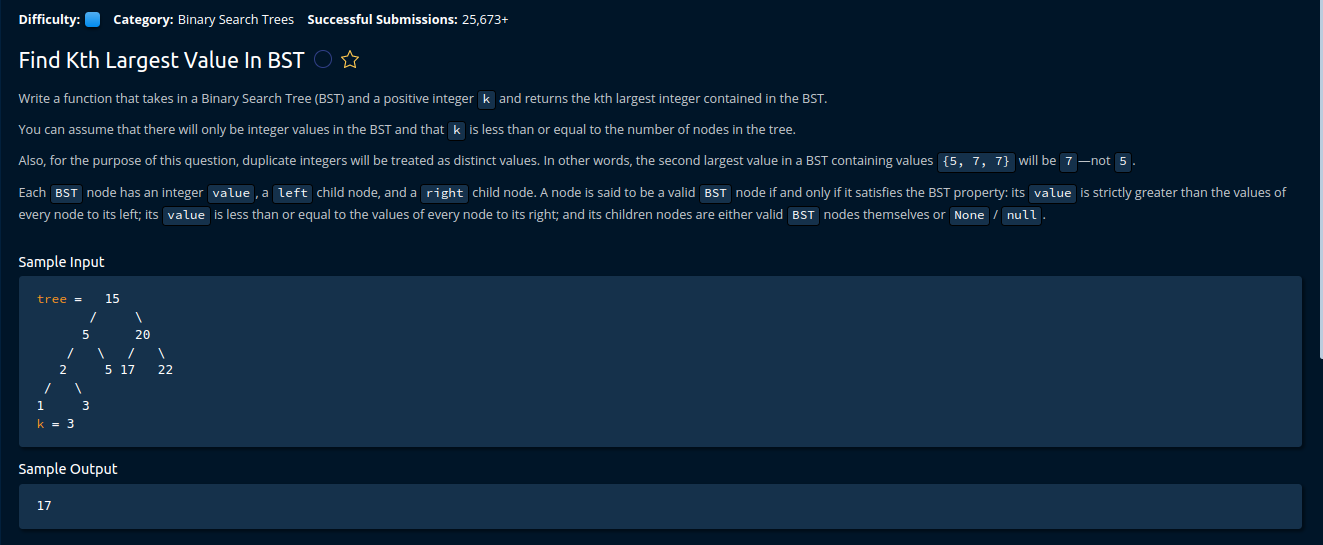 Difficulty: Category: Binary Search Trees Successful Submissions: 25,673+
Find Kth Largest Value In BST
Write a function that takes in a Binary Search Tree (BST) and a positive integer k and returns the kth largest integer contained in the BST.
You can assume that there will only be integer values in the BST and that k is less than or equal to the number of nodes in the tree.
Also, for the purpose of this question, duplicate integers will be treated as distinct values. In other words, the second largest value in a BST containing values {5, 7, 7} will be 7 —not 5 .
Each BST node has an integer value , a left child node, and a right child node. A node is said to be a valid BST node if and only if it satisfies the BST property: its value is strictly greater than the values of
every node to its left; its value is less than or equal to the values of every node to its right; and its children nodes are either valid BST nodes themselves or None / null .
Sample Input
tree =   15
       /     \
      5      20
    /   \   /   \
   2     5 17   22
 /   \
1     3
k = 3
Sample Output
17